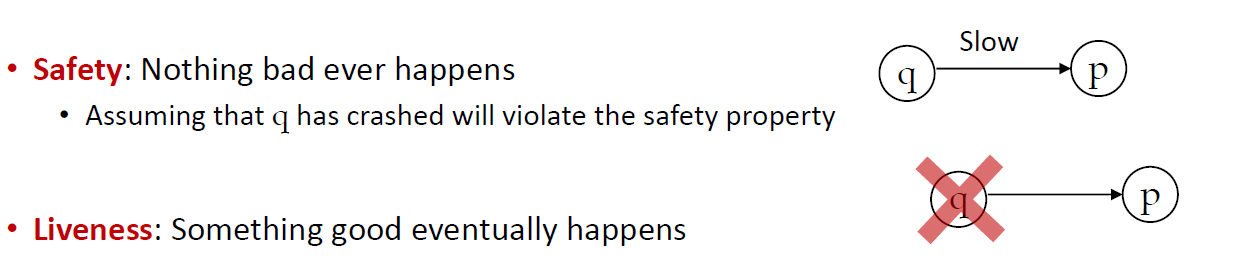 Slow
• Safety: Nothing bad ever happens
q
p
• Assuming that q has crashed will violate the safety property
q
p
• Liveness: Something good eventually happens